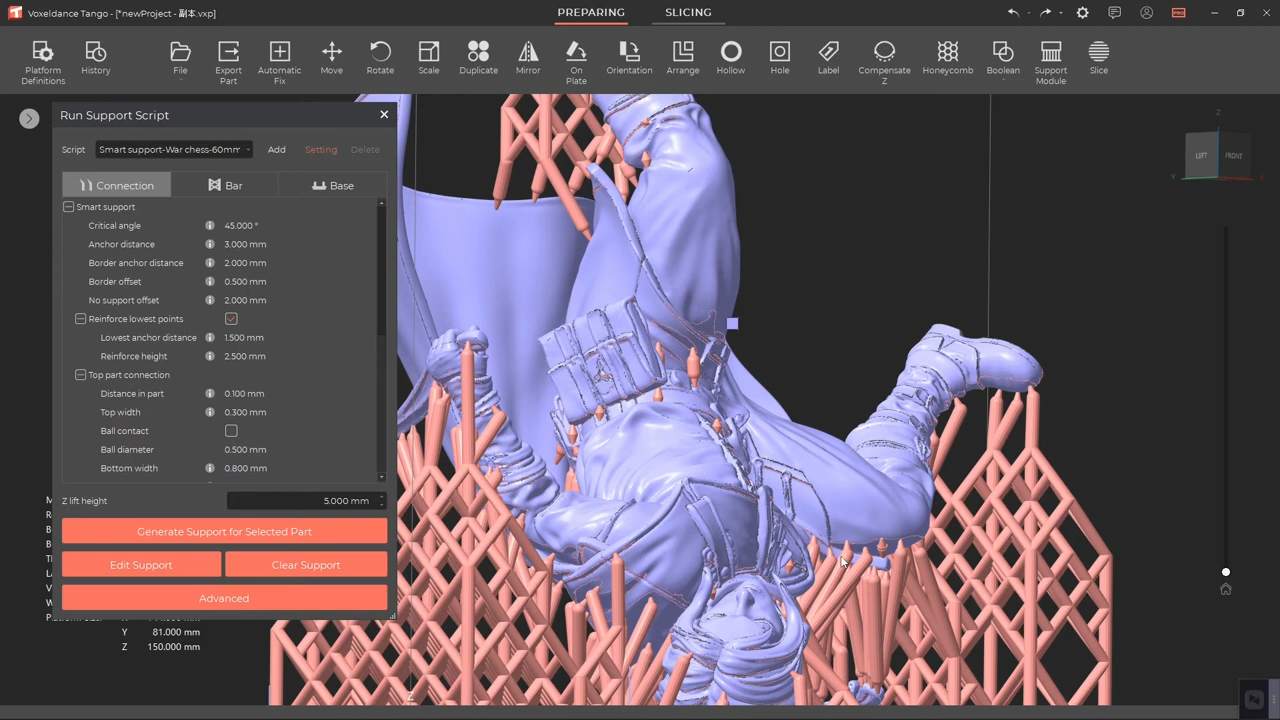 Voxeldance Tango - [*newProject - 副本.vxp]
PREPARING
SLICING
PRO
Platform Definitions
History
File
Export Part
Automatic Fix
Move
Rotate
Scale
Duplicate
Mirror
On Plate
Orientation
Arrange
Hollow
Hole
Label
Compensate Z
Honeycomb
Boolean
Support Module
Slice
Run Support Script
Script
Smart support-War chess-60mm
Add
Setting
Delete
Connection
Bar
Base
Smart support
Critical angle 45.000 °
Anchor distance 3.000 mm
Border anchor distance 2.000 mm
Border offset 0.500 mm
No support offset 2.000 mm
Reinforce lowest points
Lowest anchor distance 1.500 mm
Reinforce height 2.500 mm
Top part connection
Distance in part 0.100 mm
Top width 0.300 mm
Ball contact
Ball diameter 0.500 mm
Bottom width 0.800 mm
Z lift height 5.000 mm
Generate Support for Selected Part
Edit Support
Clear Support
Advanced
Y 81.000 mm
Z 150.000 mm
Z
LEFT
FRONT
Y
X
Z